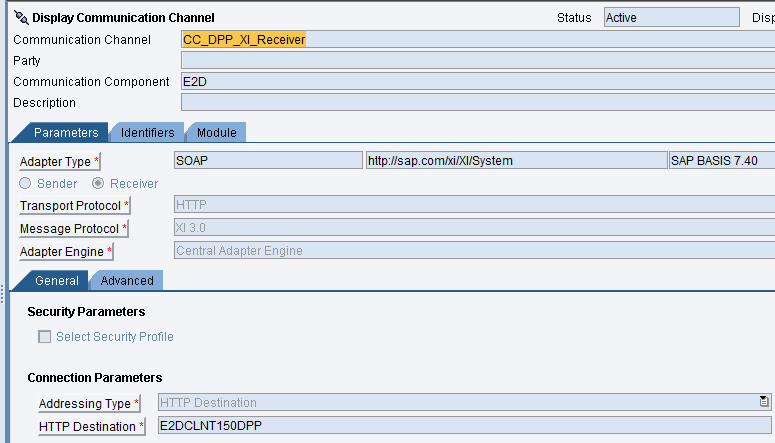 Display Communication Channel Status Active Disp
Communication Channel CC_DPP_XI_Receiver
Party
Communication Component E2D
Description
Parameters Identifiers Module
Adapter Type * SOAP http://sap.com/xi/XI/System SAP BASIS 7.40
Sender Receiver
Transport Protocol * HTTP
Message Protocol * XI 3.0
Adapter Engine * Central Adapter Engine
General Advanced
Security Parameters
Select Security Profile
Connection Parameters
Addressing Type * HTTP Destination
HTTP Destination * E2DCLNT150DPP